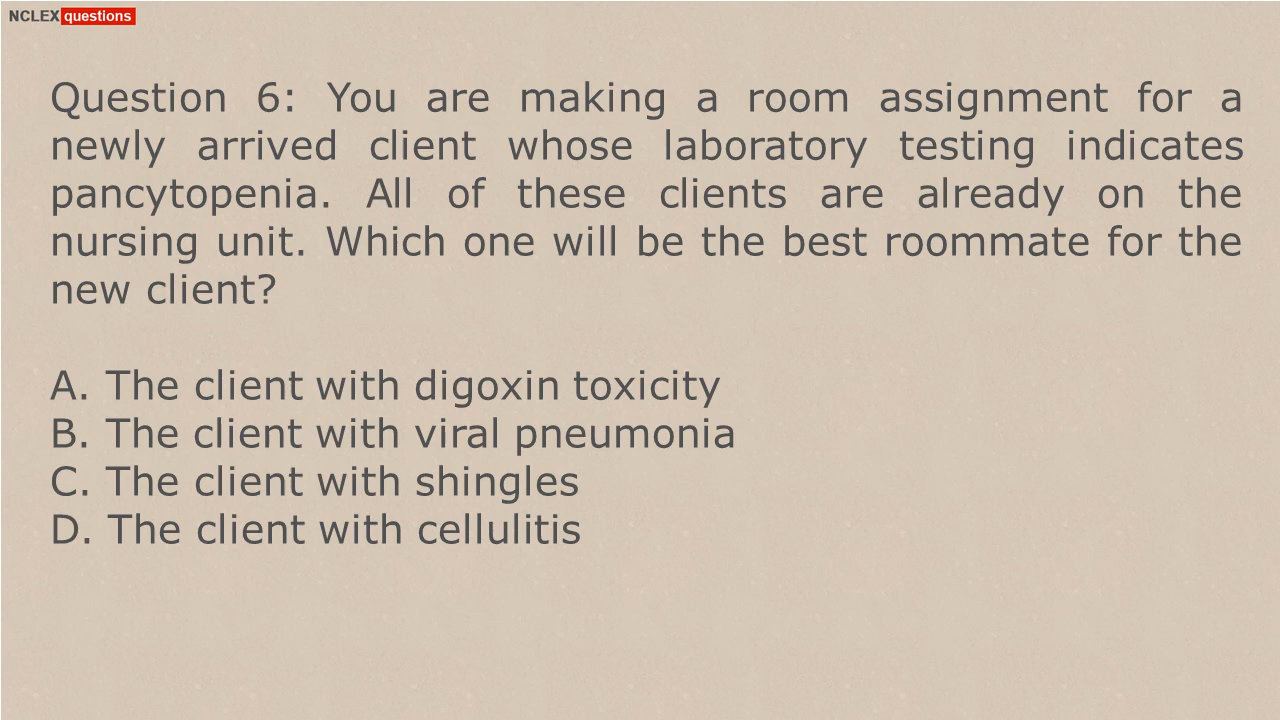 NCLEX questions
Question 6: You are making a room assignment for a
newly arrived client whose laboratory testing indicates
pancytopenia. All of these clients are already on the
nursing unit. Which one will be the best roommate for the
new client?
A. The client with digoxin toxicity
B. The client with viral pneumonia
C. The client with shingles
D. The client with cellulitis